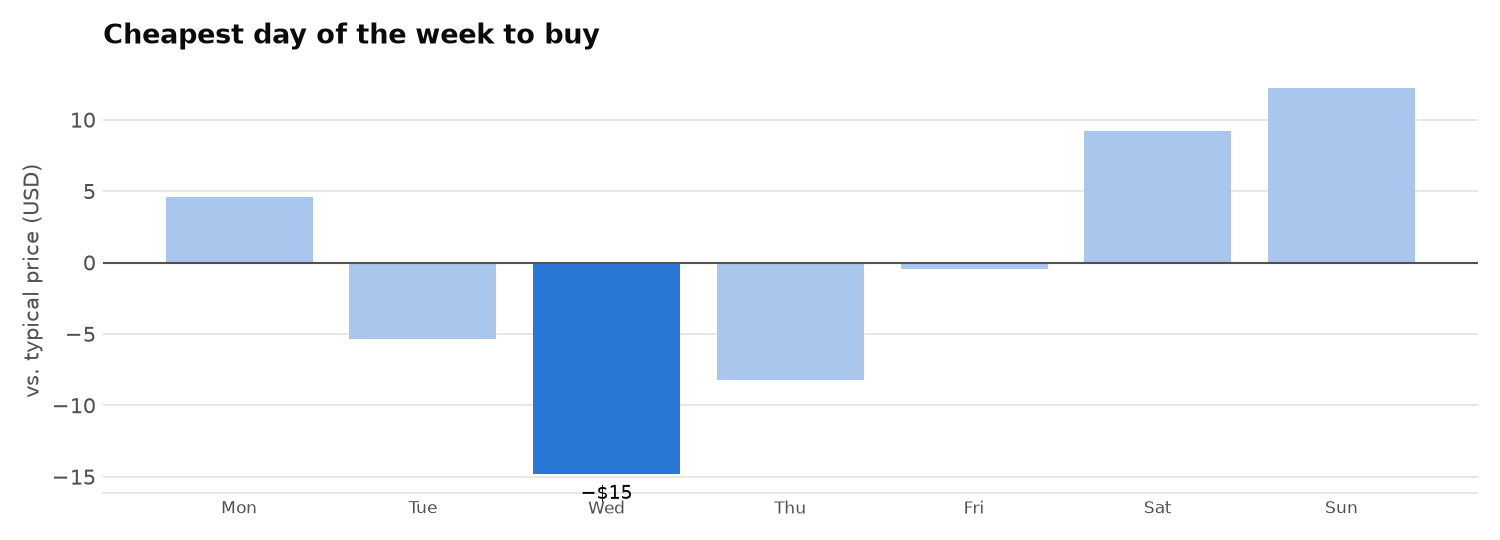 Cheapest day of the week to buy
vs. typical price (USD)
10
5
0
−5
−10
−15
−$15
Mon Tue Wed Thu Fri Sat Sun